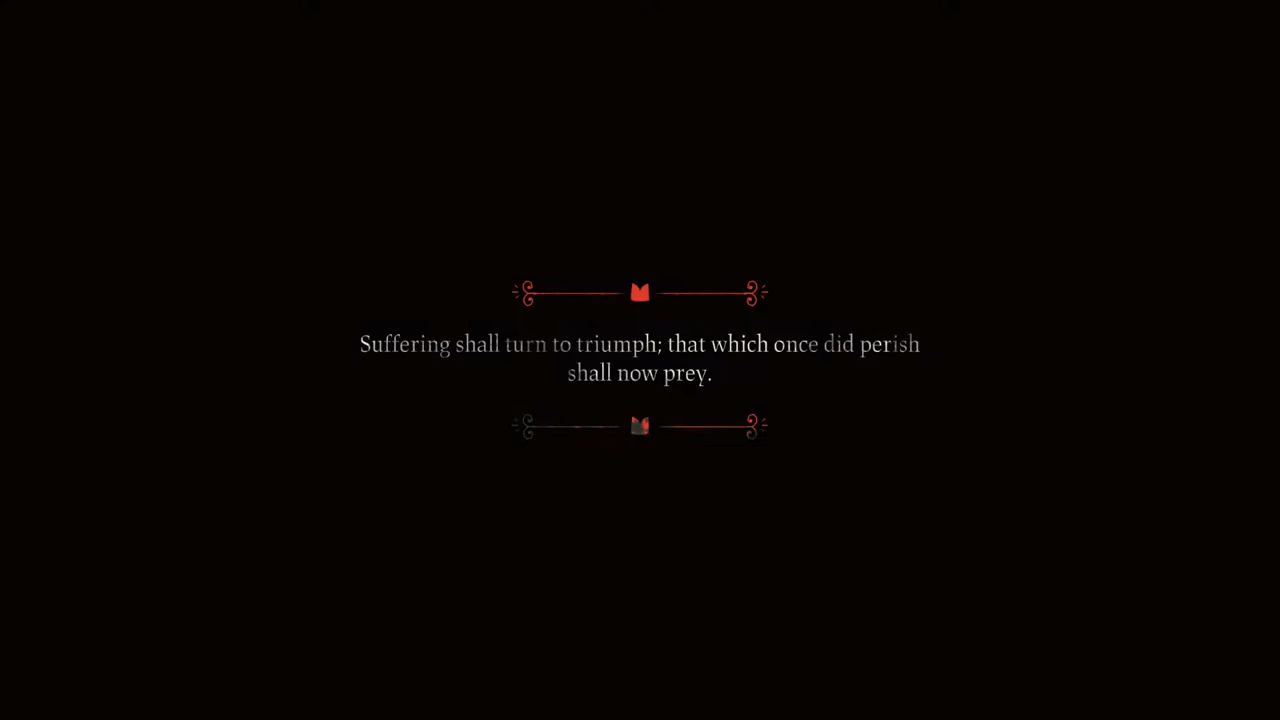 Suffering shall turn to triumph; that which once did perish
shall now prey.